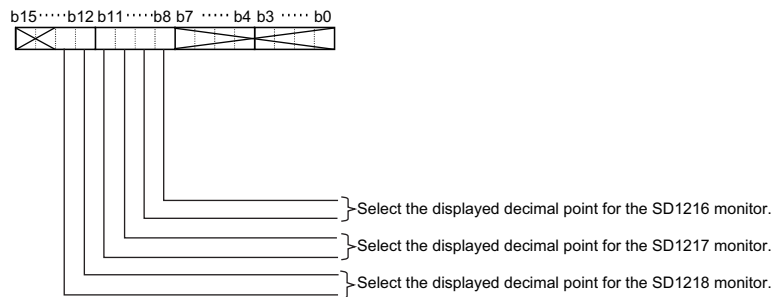 b15·····b12 b11·····b8 b7 ·····b4 b3 ·····b0
Select the displayed decimal point for the SD1216 monitor.
Select the displayed decimal point for the SD1217 monitor.
Select the displayed decimal point for the SD1218 monitor.